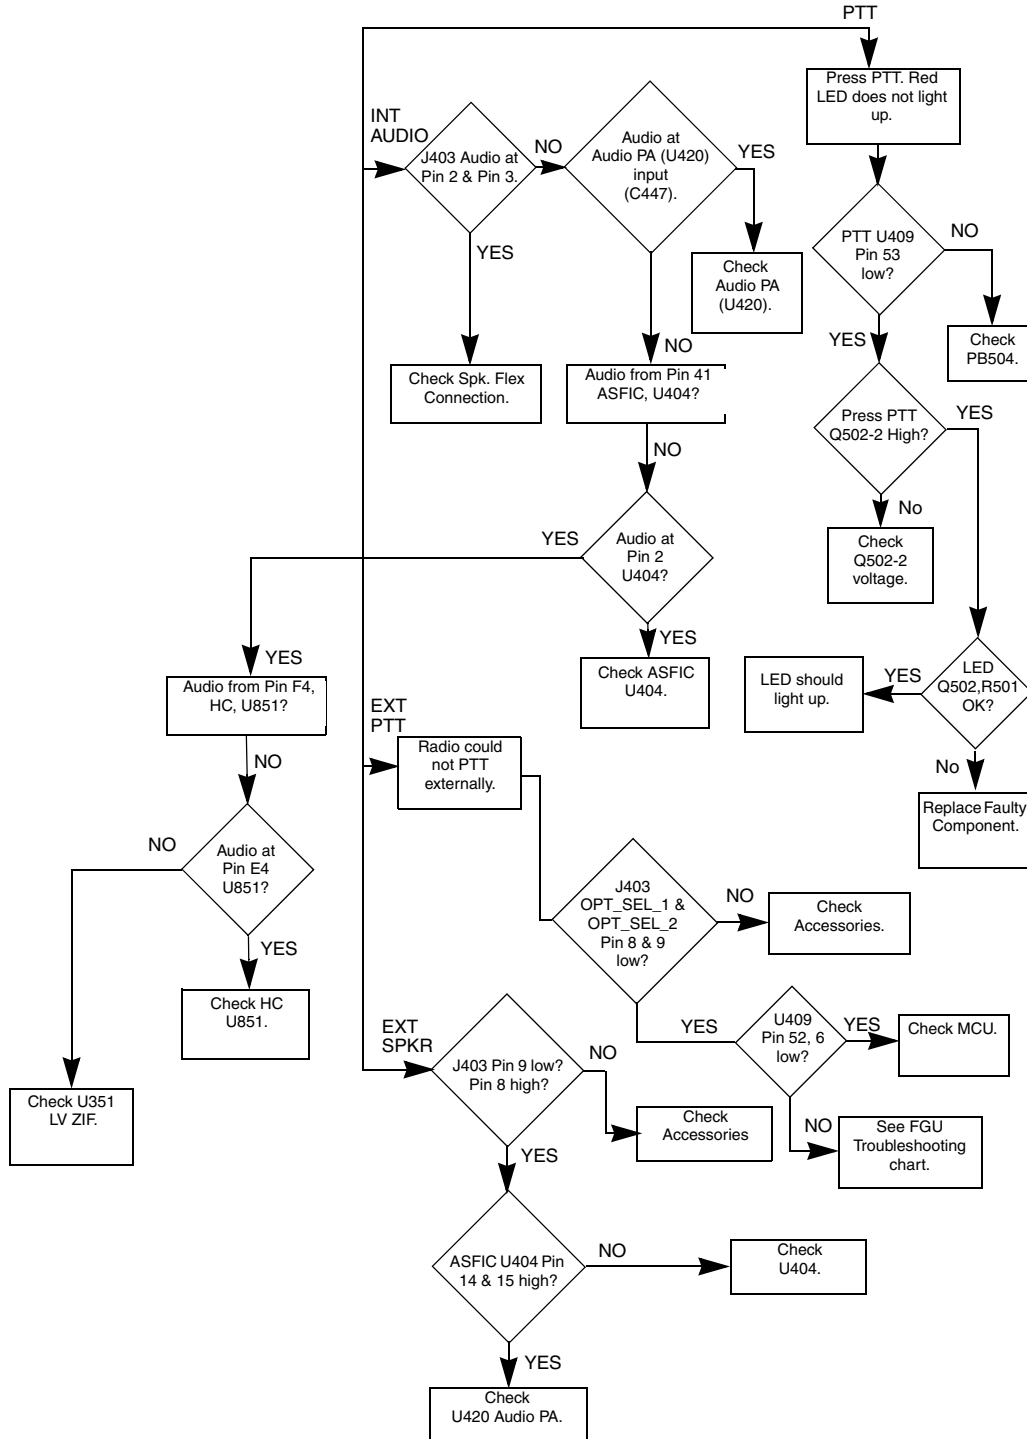 PTT
Press PTT. Red
LED does not light
up.
INT
AUDIO
J403 Audio at
Pin 2 & Pin 3.
NO
Audio at
Audio PA (U420)
input
(C447).
YES
PTT U409
Pin 53
low?
NO
YES
Check
Audio PA
(U420).
Check
PB504.
YES
NO
Check Spk. Flex
Connection.
Audio from Pin 41
ASFIC, U404?
Press PTT
Q502-2 High?
YES
NO
No
Check
Q502-2
voltage.
YES
Audio at
Pin 2
U404?
YES
Check ASFIC
U404.
LED should
light up.
YES
LED
Q502,R501
OK?
No
Replace Faulty
Component.
YES
Audio from Pin F4,
HC, U851?
NO
NO
Audio at
Pin E4
U851?
YES
Check HC
U851.
Check U351
LV ZIF.
EXT
PTT
Radio could
not PTT
externally.
J403
OPT_SEL_1 &
OPT_SEL_2
Pin 8 & 9
low?
NO
Check
Accessories.
YES
U409
Pin 52, 6
low?
YES
Check MCU.
NO
See FGU
Troubleshooting
chart.
EXT
SPKR
J403 Pin 9 low?
Pin 8 high?
NO
Check
Accessories
YES
ASFIC U404 Pin
14 & 15 high?
NO
Check
U404.
YES
Check
U420 Audio PA.